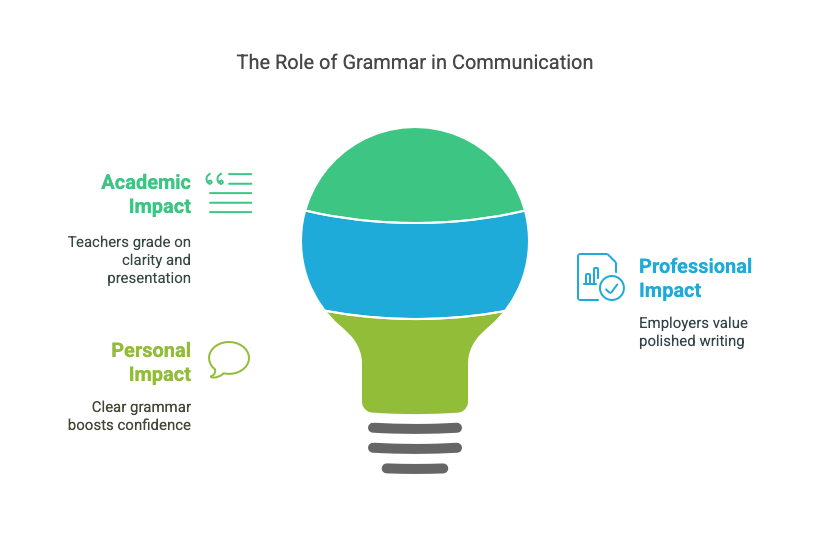 The Role of Grammar in Communication
Academic
Impact
Teachers grade on
clarity and
presentation
Professional
Impact
Employers value
polished writing
Personal
Impact
Clear grammar
boosts confidence